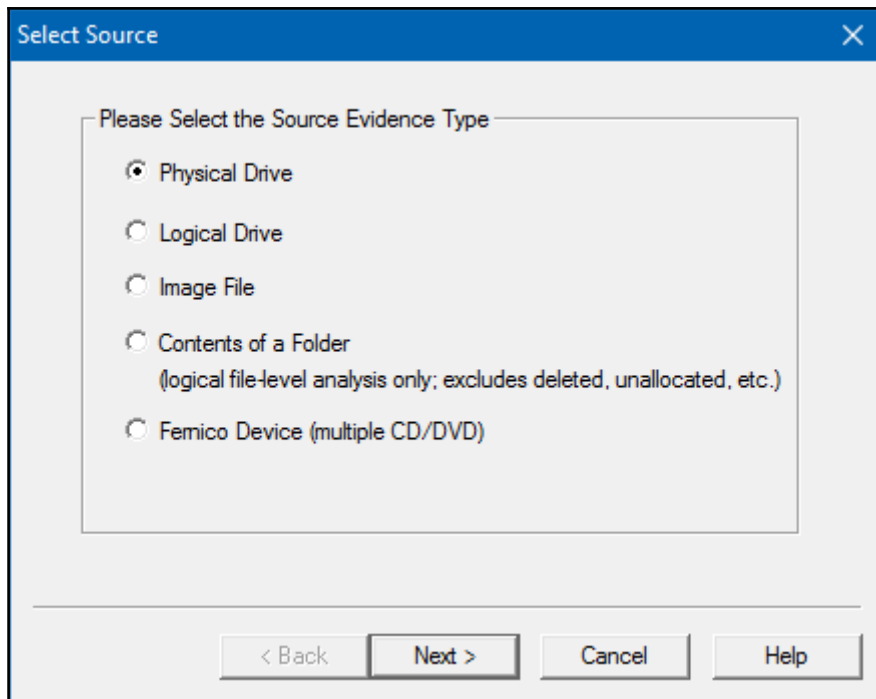 Select Source
Please Select the Source Evidence Type
Physical Drive
Logical Drive
Image File
Contents of a Folder
(logical file-level analysis only; excludes deleted, unallocated, etc.)
Fernico Device (multiple CD/DVD)
< Back
Next >
Cancel
Help